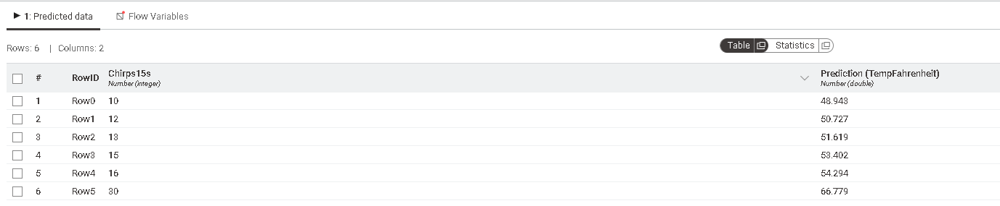 1: Predicted data Flow Variables
Rows: 6 | Columns: 2 Table Statistics
# RowID Chirps15s Prediction (TempFahrenheit)
Number (integer) Number (double)
1 Row0 10 48.943
2 Row1 12 50.727
3 Row2 13 51.619
4 Row3 15 53.402
5 Row4 16 54.294
6 Row5 30 66.779